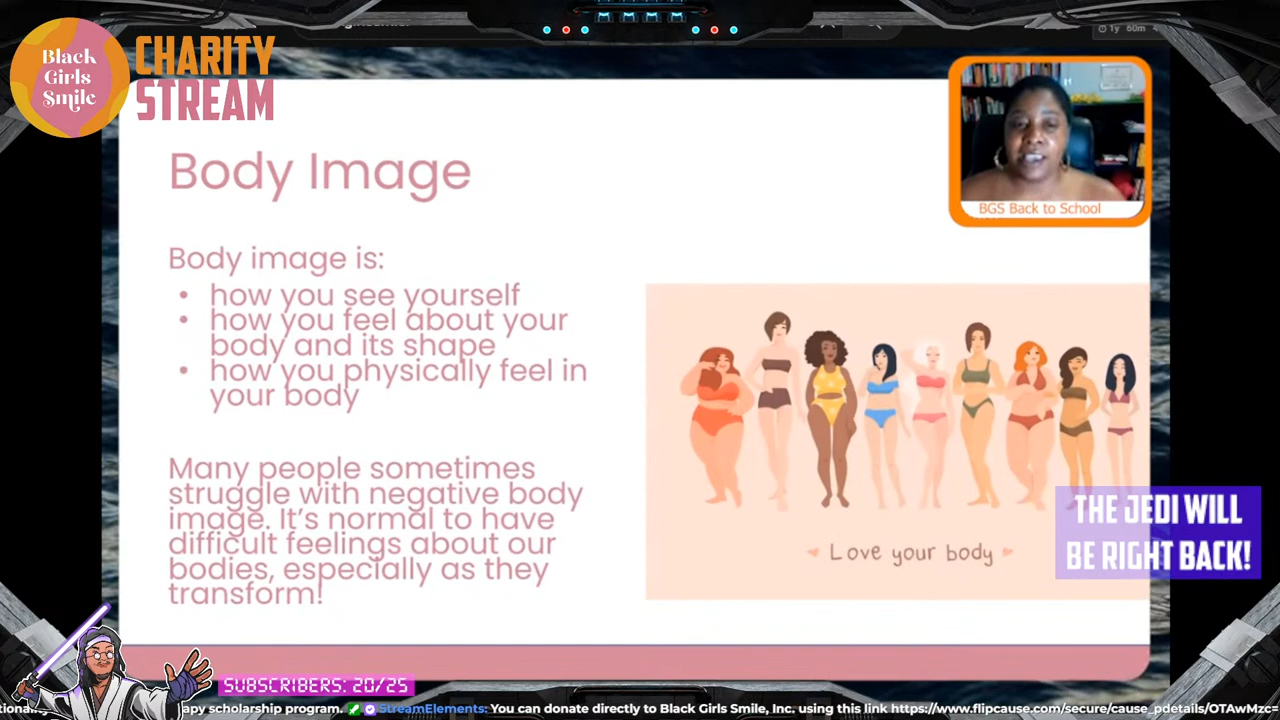 Black
Girls
Smile
CHARITY
STREAM
1y 60m
Body Image
BGS Back to School
Body image is:
• how you see yourself
• how you feel about your
body and its shape
• how you physically feel in
your body
Many people sometimes
struggle with negative body
image. It's normal to have
difficult feelings about our
bodies, especially as they
transform!
Love your body
THE JEDI WILL
BE RIGHT BACK!
SUBSCRIBERS: 20/25
apy scholarship program. StreamElements: You can donate directly to Black Girls Smile, Inc. using this link https://www.flipcause.com/secure/cause_pdetails/OTAwMzc=